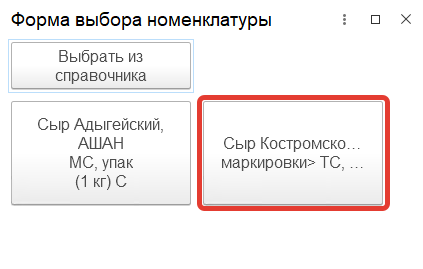 Форма выбора номенклатуры
Выбрать из
справочника
Сыр Адыгейский,
АШАН
МС, упак
(1 кг) С
Сыр Костромско...
маркировки> ТС, ...